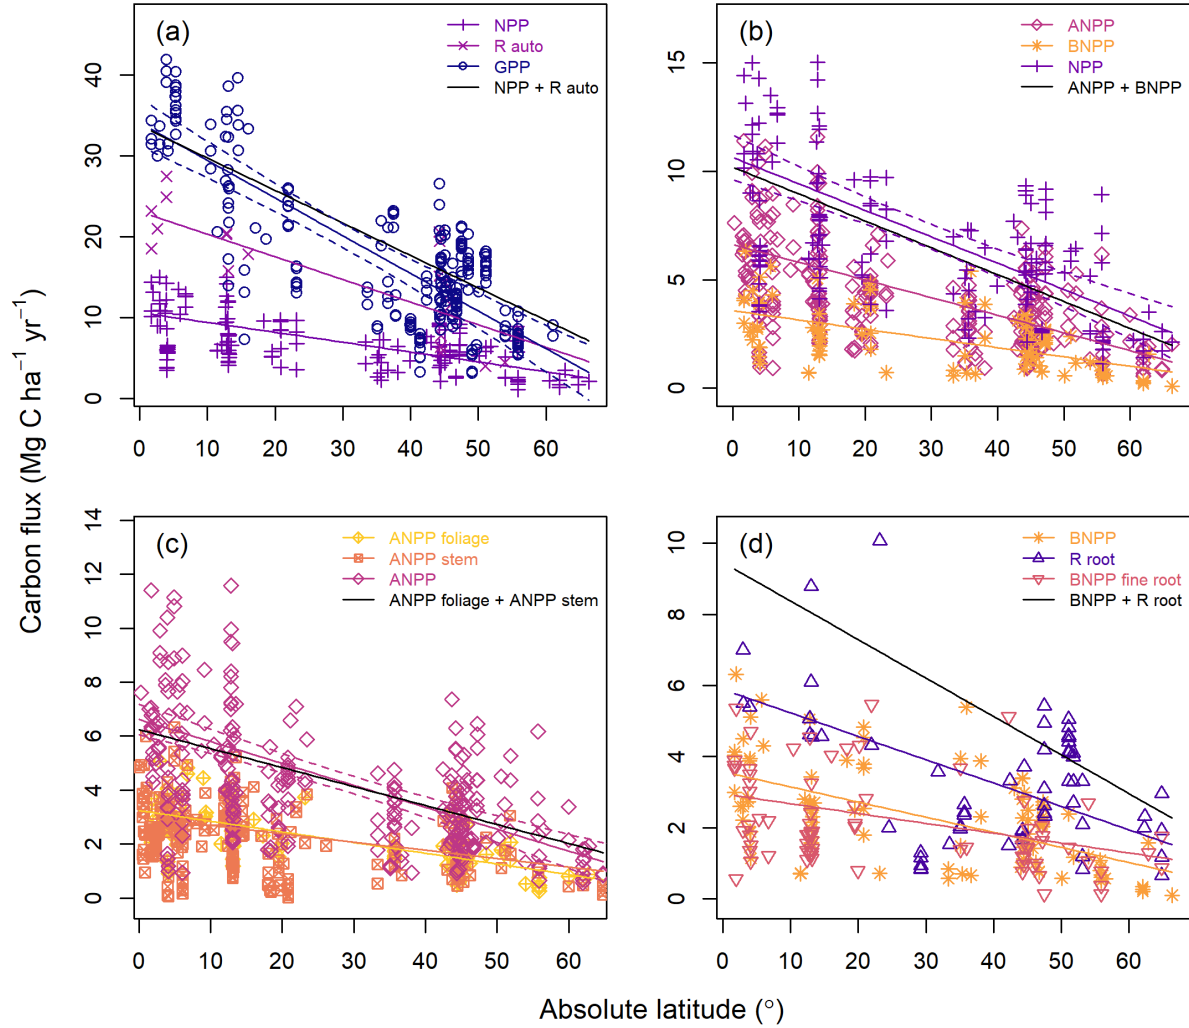 (a)
NPP
R auto
GPP
NPP + R auto
40
30
20
10
0
0 10 20 30 40 50 60
(b)
ANPP
BNPP
NPP
ANPP + BNPP
15
10
5
0
0 10 20 30 40 50 60
Carbon flux (Mg C ha⁻¹ yr⁻¹)
(c)
ANPP foliage
ANPP stem
ANPP
ANPP foliage + ANPP stem
14
12
10
8
6
4
2
0
0 10 20 30 40 50 60
(d)
BNPP
R root
BNPP fine root
BNPP + R root
10
8
6
4
2
0
0 10 20 30 40 50 60
Absolute latitude (°)